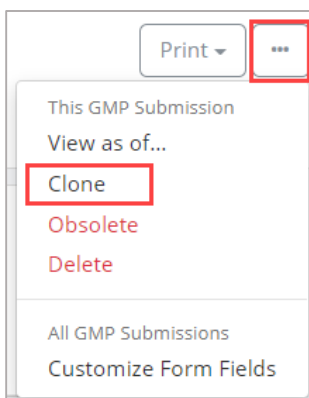 Print
...
This GMP Submission
View as of...
Clone
Obsolete
Delete
All GMP Submissions
Customize Form Fields